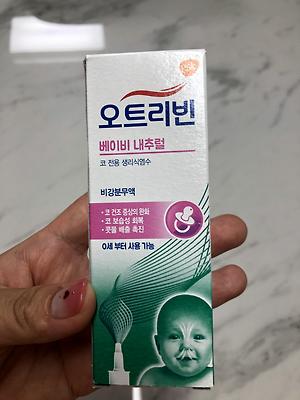 gsk
오트리빈
베이비 내추럴
코 전용 생리식염수
비강분무액
• 코 건조 증상의 완화
• 코 보습성 회복
• 콧물 배출 촉진
0세 부터 사용 가능